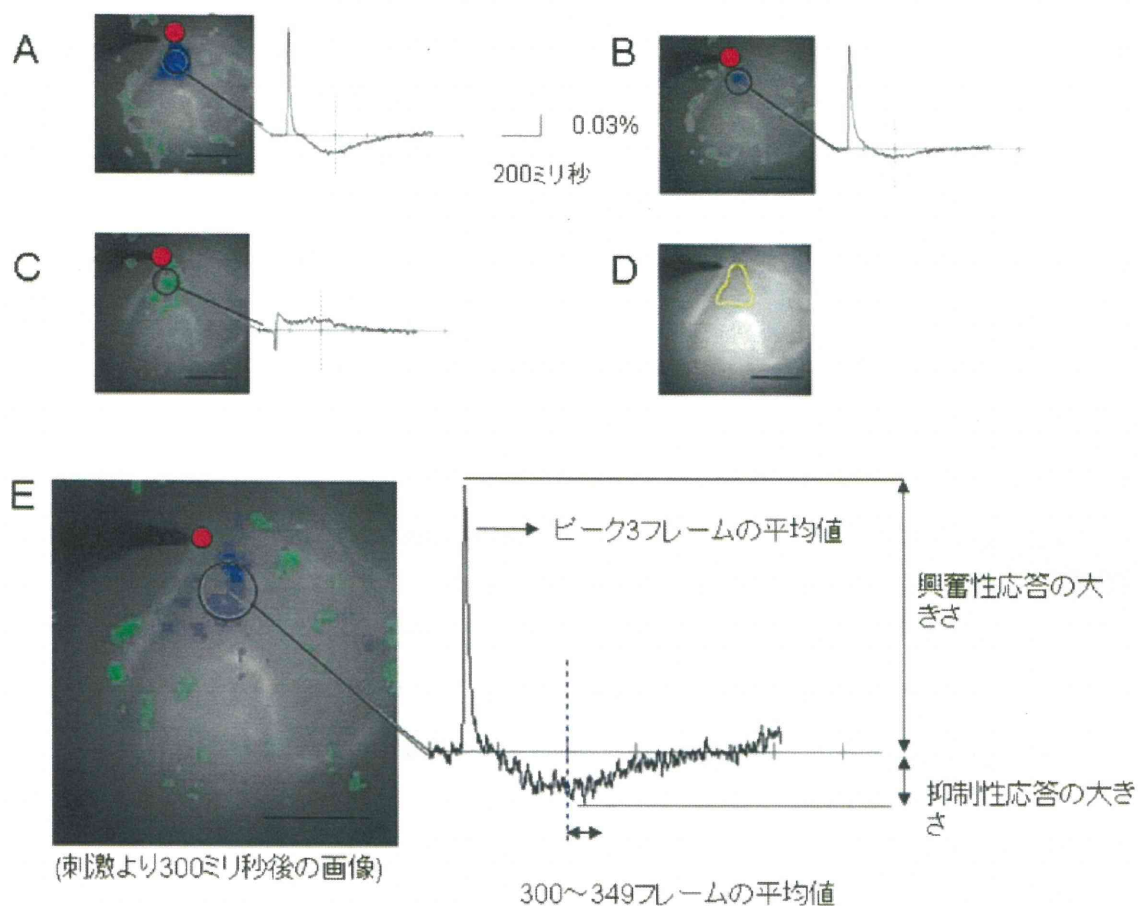 A
0.03%
200ミリ秒
B
C
D
E
ピーク3フレームの平均値
興奮性応答の大
きさ
抑制性応答の大き
さ
(刺激より300ミリ秒後の画像)
300～349フレームの平均値